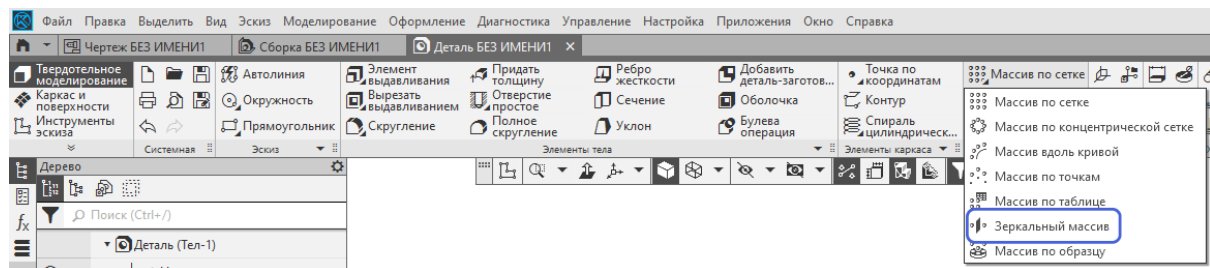 Файл Правка Выделить Вид Эскиз Моделирование Оформление Диагностика Управление Настройка Приложения Окно Справка
Чертеж БЕЗ ИМЕНИ1 Сборка БЕЗ ИМЕНИ1 Деталь БЕЗ ИМЕНИ1 ×
Твердотельное моделирование
Каркас и поверхности
Инструменты эскиза
Системная
Автолиния
Окружность
Прямоугольник
Эскиз
Элемент выдавливания
Вырезать выдавливанием
Скругление
Придать толщину
Отверстие простое
Полное скругление
Ребро жесткости
Сечение
Уклон
Добавить деталь-заготов...
Оболочка
Булева операция
Элементы тела
Точка по координатам
Контур
Спираль цилиндрическ...
Элементы каркаса
Массив по сетке
Массив по сетке
Массив по концентрической сетке
Массив вдоль кривой
Массив по точкам
Массив по таблице
Зеркальный массив
Массив по образцу
Дерево
Поиск (Ctrl+/)
fx
Деталь (Тел-1)